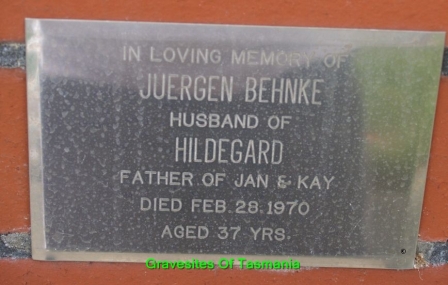 IN LOVING MEMORY OF
JUERGEN BEHNKE
HUSBAND OF
HILDEGARD
FATHER OF JAN & KAY
DIED FEB. 28. 1970
AGED 37 YRS.
©
Gravesites Of Tasmania